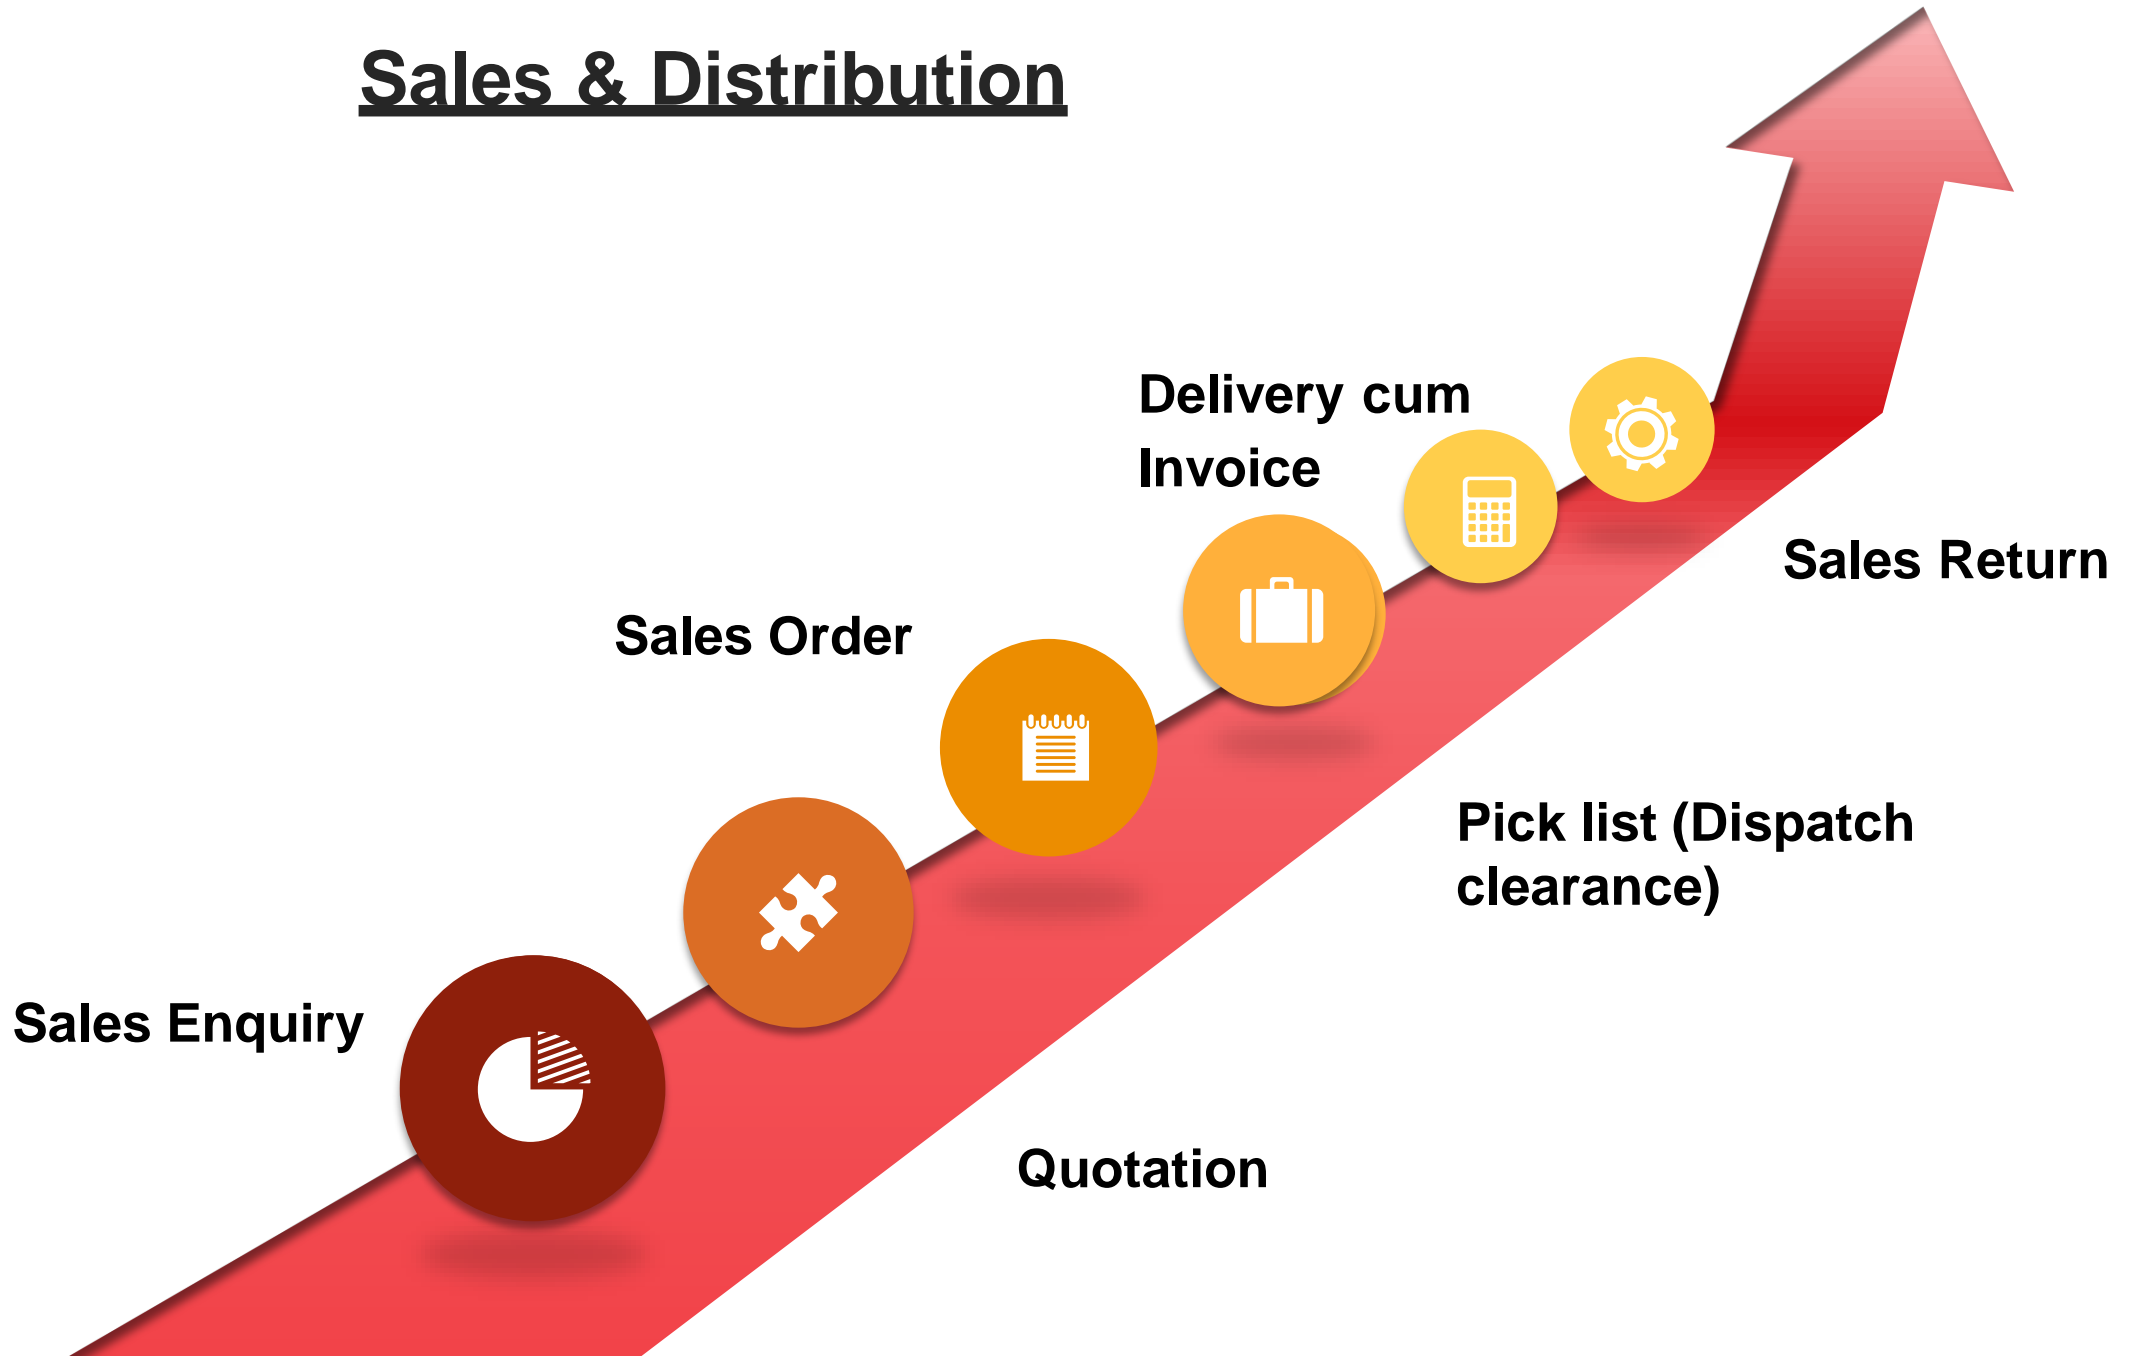 Sales & Distribution
Delivery cum
Invoice
Sales Return
Sales Order
Pick list (Dispatch
clearance)
Sales Enquiry
Quotation